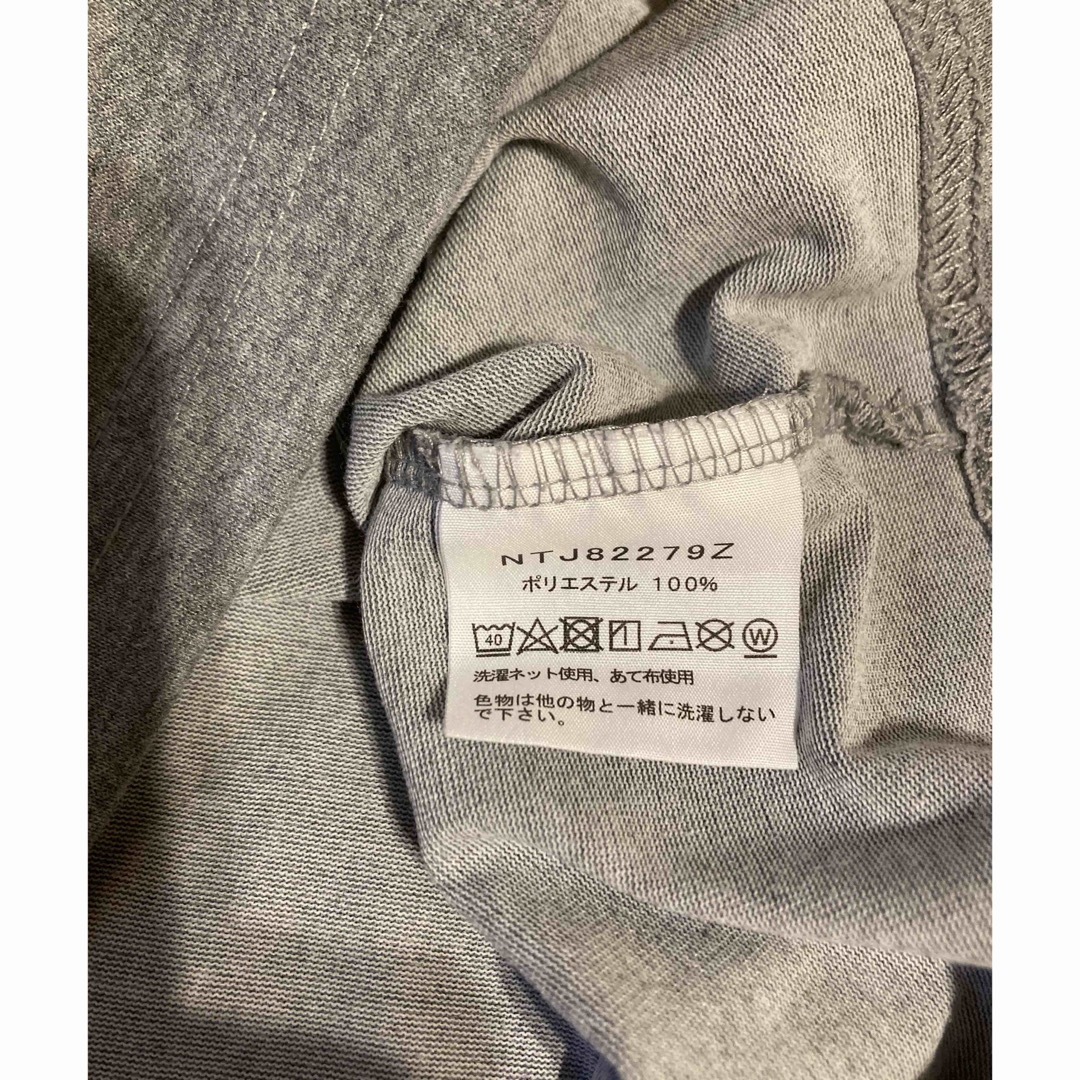 NTJ82279Z
ポリエステル 100%
40 W
洗濯ネット使用、あて布使用
色物は他の物と一緒に洗濯しない
で下さい。